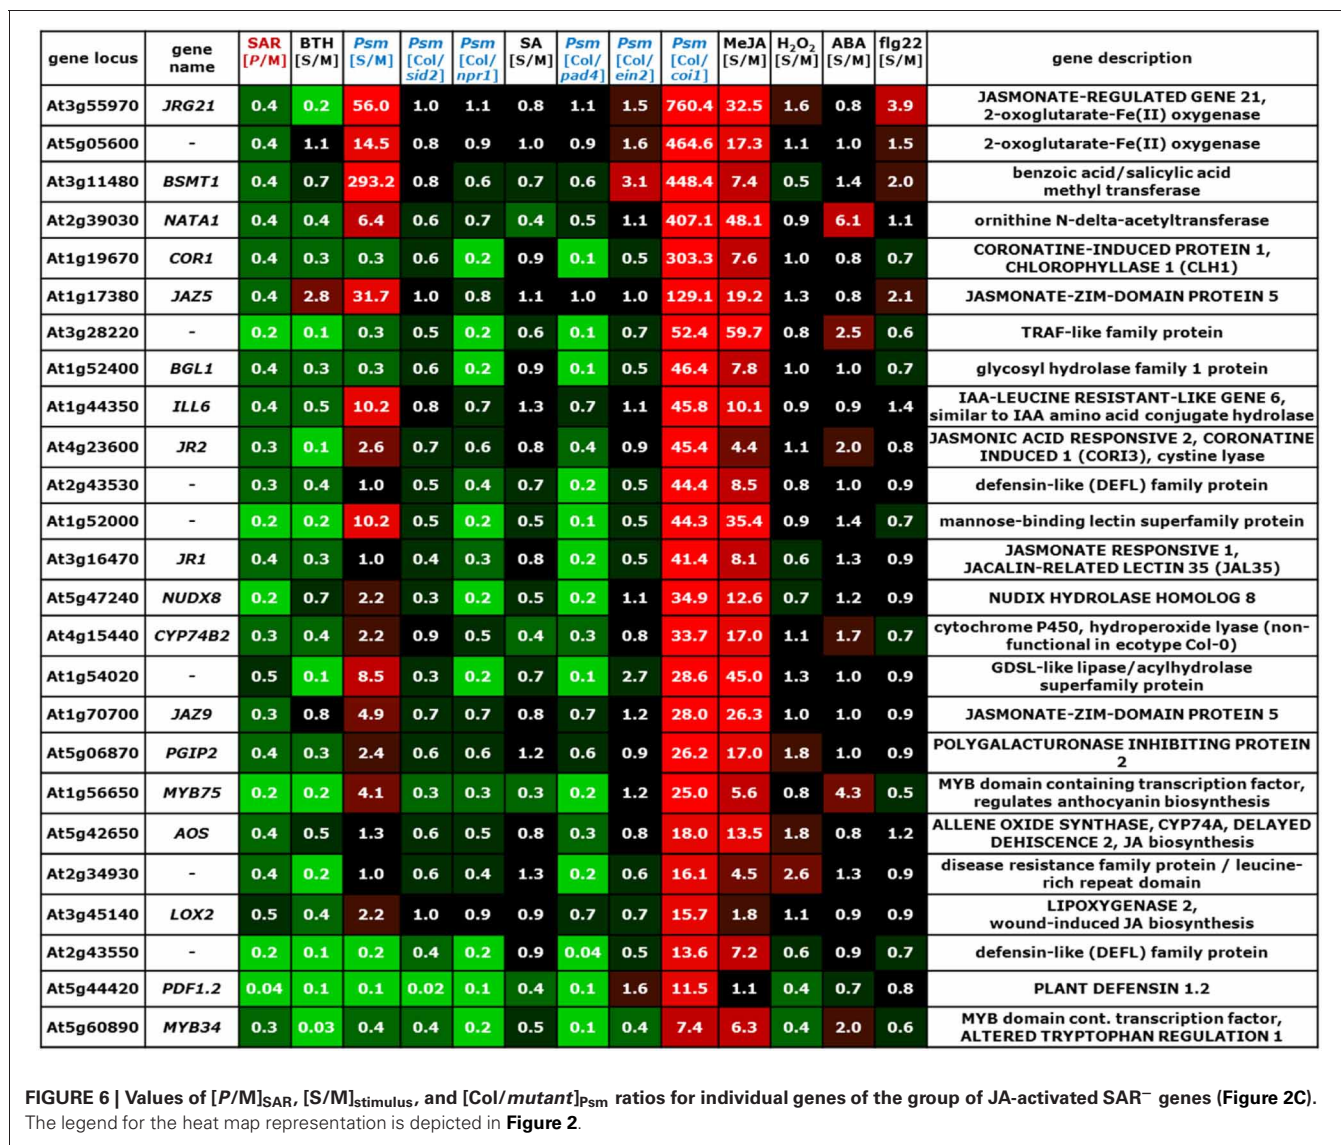 gene locus gene name SAR [P/M] BTH [S/M] Psm [S/M] Psm [Col/sid2] Psm [Col/npr1] SA [S/M] Psm [Col/pad4] Psm [Col/ein2] Psm [Col/coi1] MeJA [S/M] H2O2 [S/M] ABA [S/M] flg22 [S/M] gene description
At3g55970 JRG21 0.4 0.2 56.0 1.0 1.1 0.8 1.1 1.5 760.4 32.5 1.6 0.8 3.9 JASMONATE-REGULATED GENE 21, 2-oxoglutarate-Fe(II) oxygenase
At5g05600 - 0.4 1.1 14.5 0.8 0.9 1.0 0.9 1.6 464.6 17.3 1.1 1.0 1.5 2-oxoglutarate-Fe(II) oxygenase
At3g11480 BSMT1 0.4 0.7 293.2 0.8 0.6 0.7 0.6 3.1 448.4 7.4 0.5 1.4 2.0 benzoic acid/salicylic acid methyl transferase
At2g39030 NATA1 0.4 0.4 6.4 0.6 0.7 0.4 0.5 1.1 407.1 48.1 0.9 6.1 1.1 ornithine N-delta-acetyltransferase
At1g19670 COR1 0.4 0.3 0.3 0.6 0.2 0.9 0.1 0.5 303.3 7.6 1.0 0.8 0.7 CORONATINE-INDUCED PROTEIN 1, CHLOROPHYLLASE 1 (CLH1)
At1g17380 JAZ5 0.4 2.8 31.7 1.0 0.8 1.1 1.0 1.0 129.1 19.2 1.3 0.8 2.1 JASMONATE-ZIM-DOMAIN PROTEIN 5
At3g28220 - 0.2 0.1 0.3 0.5 0.2 0.6 0.1 0.7 52.4 59.7 0.8 2.5 0.6 TRAF-like family protein
At1g52400 BGL1 0.4 0.3 0.3 0.6 0.2 0.9 0.1 0.5 46.4 7.8 1.0 1.0 0.7 glycosyl hydrolase family 1 protein
At1g44350 ILL6 0.4 0.5 10.2 0.8 0.7 1.3 0.7 1.1 45.8 10.1 0.9 0.9 1.4 IAA-LEUCINE RESISTANT-LIKE GENE 6, similar to IAA amino acid conjugate hydrolase
At4g23600 JR2 0.3 0.1 2.6 0.7 0.6 0.8 0.4 0.9 45.4 4.4 1.1 2.0 0.8 JASMONIC ACID RESPONSIVE 2, CORONATINE INDUCED 1 (CORI3), cystine lyase
At2g43530 - 0.3 0.4 1.0 0.5 0.4 0.7 0.2 0.5 44.4 8.5 0.8 1.0 0.9 defensin-like (DEFL) family protein
At1g52000 - 0.2 0.2 10.2 0.5 0.2 0.5 0.1 0.5 44.3 35.4 0.9 1.4 0.7 mannose-binding lectin superfamily protein
At3g16470 JR1 0.4 0.3 1.0 0.4 0.3 0.8 0.2 0.5 41.4 8.1 0.6 1.3 0.9 JASMONATE RESPONSIVE 1, JACALIN-RELATED LECTIN 35 (JAL35)
At5g47240 NUDX8 0.2 0.7 2.2 0.3 0.2 0.5 0.2 1.1 34.9 12.6 0.7 1.2 0.9 NUDIX HYDROLASE HOMOLOG 8
At4g15440 CYP74B2 0.3 0.4 2.2 0.9 0.5 0.4 0.3 0.8 33.7 17.0 1.1 1.7 0.7 cytochrome P450, hydroperoxide lyase (non-functional in ecotype Col-0)
At1g54020 - 0.5 0.1 8.5 0.3 0.2 0.7 0.1 2.7 28.6 45.0 1.3 1.0 0.9 GDSL-like lipase/acylhydrolase superfamily protein
At1g70700 JAZ9 0.3 0.8 4.9 0.7 0.7 0.8 0.7 1.2 28.0 26.3 1.0 1.0 0.9 JASMONATE-ZIM-DOMAIN PROTEIN 5
At5g06870 PGIP2 0.4 0.3 2.4 0.6 0.6 1.2 0.6 0.9 26.2 17.0 1.8 1.0 0.9 POLYGALACTURONASE INHIBITING PROTEIN 2
At1g56650 MYB75 0.2 0.2 4.1 0.3 0.3 0.3 0.2 1.2 25.0 5.6 0.8 4.3 0.5 MYB domain containing transcription factor, regulates anthocyanin biosynthesis
At5g42650 AOS 0.4 0.5 1.3 0.6 0.5 0.8 0.3 0.8 18.0 13.5 1.8 0.8 1.2 ALLENE OXIDE SYNTHASE, CYP74A, DELAYED DEHISCENCE 2, JA biosynthesis
At2g34930 - 0.4 0.2 1.0 0.6 0.4 1.3 0.2 0.6 16.1 4.5 2.6 1.3 0.9 disease resistance family protein / leucine-rich repeat domain
At3g45140 LOX2 0.5 0.4 2.2 1.0 0.9 0.9 0.7 0.7 15.7 1.8 1.1 0.9 0.9 LIPOXYGENASE 2, wound-induced JA biosynthesis
At2g43550 - 0.2 0.1 0.2 0.4 0.2 0.9 0.04 0.5 13.6 7.2 0.6 0.9 0.7 defensin-like (DEFL) family protein
At5g44420 PDF1.2 0.04 0.1 0.1 0.02 0.1 0.4 0.1 1.6 11.5 1.1 0.4 0.7 0.8 PLANT DEFENSIN 1.2
At5g60890 MYB34 0.3 0.03 0.4 0.4 0.2 0.5 0.1 0.4 7.4 6.3 0.4 2.0 0.6 MYB domain cont. transcription factor, ALTERED TRYPTOPHAN REGULATION 1
FIGURE 6 | Values of [P/M]SAR, [S/M]stimulus, and [Col/mutant]Psm ratios for individual genes of the group of JA-activated SAR− genes (Figure 2C).
The legend for the heat map representation is depicted in Figure 2.